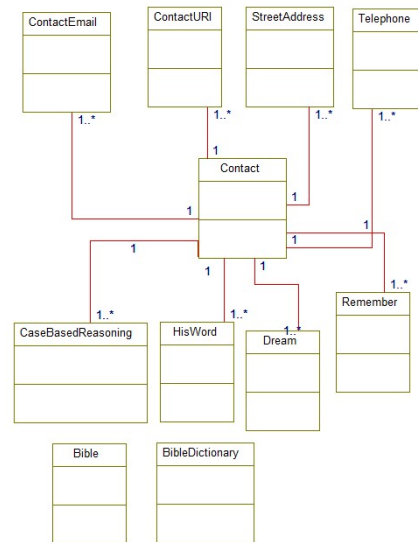 ContactEmail
ContactURI
StreetAddress
Telephone
1..*
1..*
1..*
1..*
1
Contact
1
1
1
1
1
1
1
1
1..*
1..*
1..*
1..*
CaseBasedReasoning
HisWord
Dream
Remember
Bible
BibleDictionary